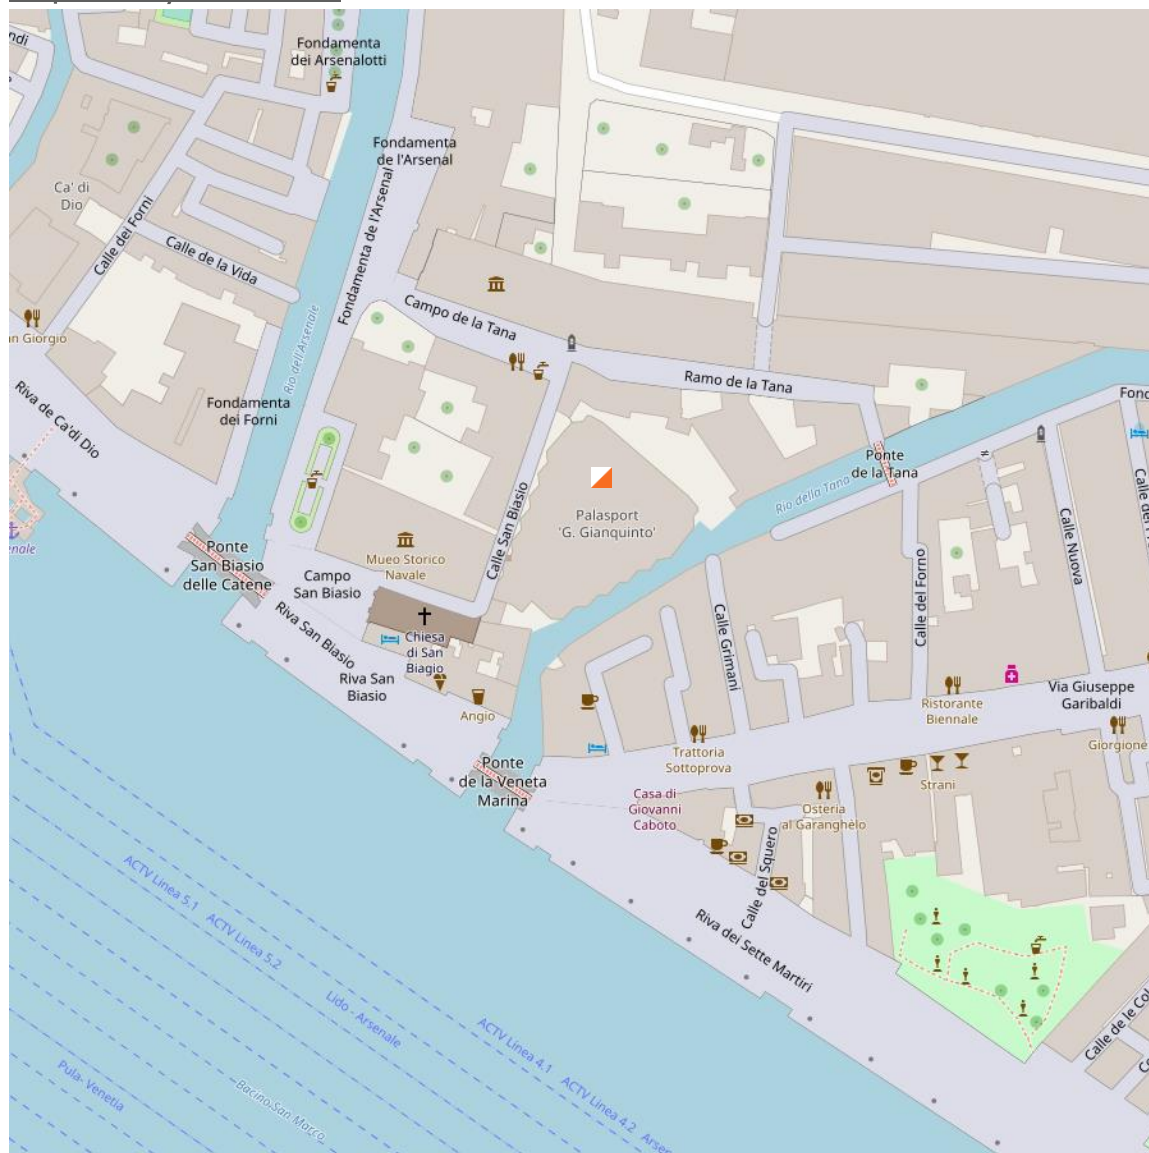 ndi
Fondamenta
dei Arsenalotti
Fondamenta
de l'Arsenal
Ca' di
Dio
Calle dei Forni
Calle de la Vida
Fondamenta de l'Arsenal
Rio dell'Arsenale
Campo de la Tana
an Giorgio
Riva de Ca'di Dio
Fondamenta
dei Forni
Ramo de la Tana
Fond
Ponte
de la Tana
Rio della Tana
Palasport
'G. Gianquinto'
Calle San Biasio
Calle Nuova
Calle del Forno
enale
Ponte
San Biasio
delle Catene
Mueo Storico
Navale
Campo
San Biasio
Riva San Biasio
Chiesa
di San
Biagio
Riva San
Biasio
Angio
Calle Grimani
Ristorante
Biennale
Via Giuseppe
Garibaldi
Giorgione
Trattoria
Sottoprova
Ponte
de la Veneta
Marina
Casa di
Giovanni
Caboto
Strani
Osteria
al Garanghèlo
Calle del Squero
Riva dei Sette Martiri
Calle de le Col
ACTV Linea 5.1
ACTV Linea 5.2
Lido - Arsenale
ACTV Linea 4.1
ACTV Linea 4.2
Arse
Pula- Venetia
Bacino San Marco